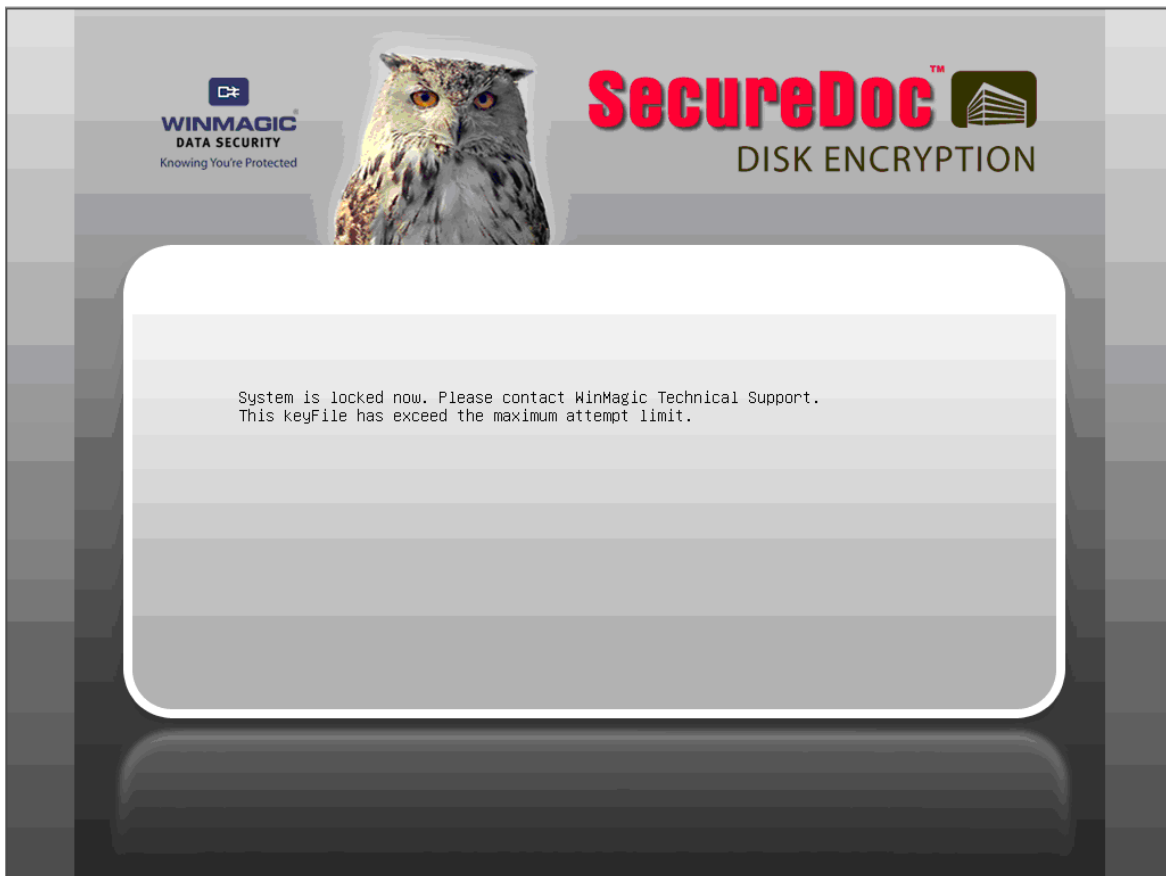 WINMAGIC®
DATA SECURITY
Knowing You're Protected
SecureDoc™
DISK ENCRYPTION
System is locked now. Please contact WinMagic Technical Support.
This keyFile has exceed the maximum attempt limit.